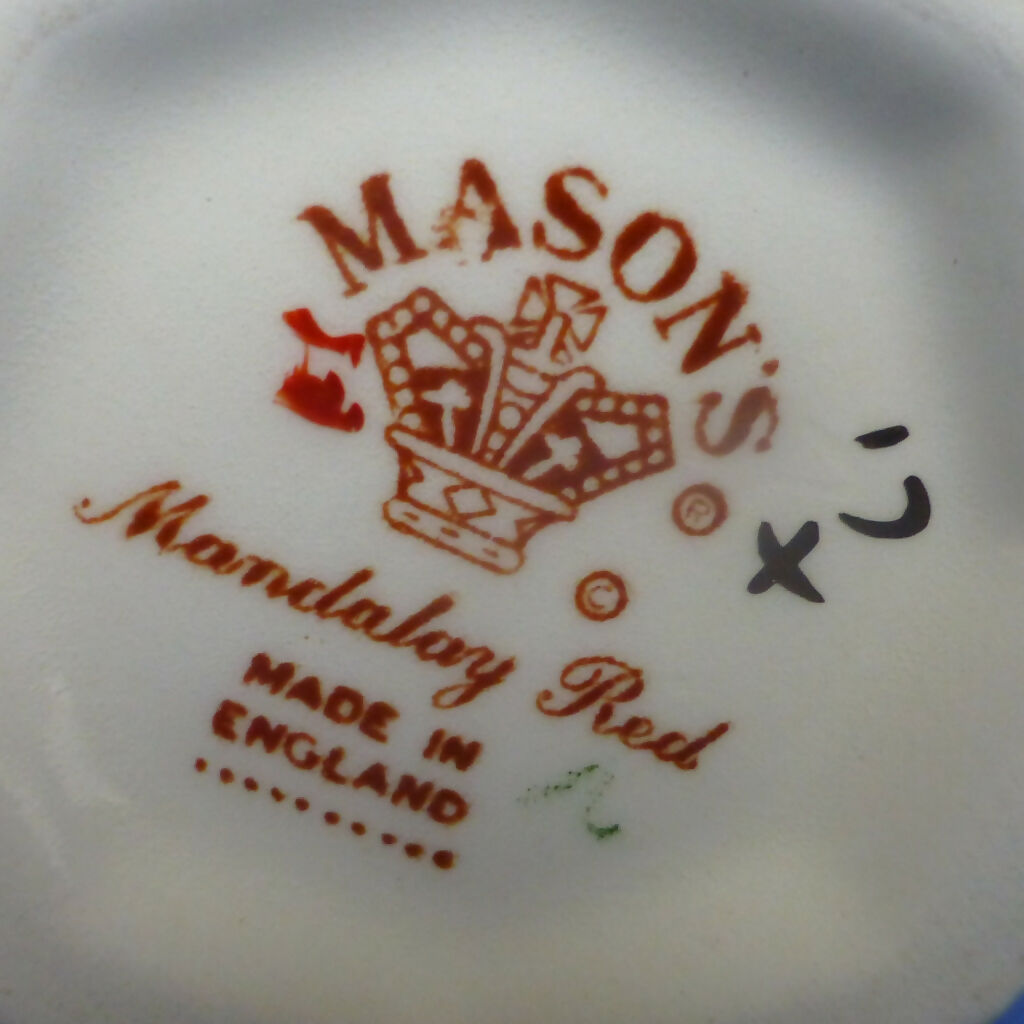 MASON'S
®
©
Mandalay Red
MADE IN
ENGLAND